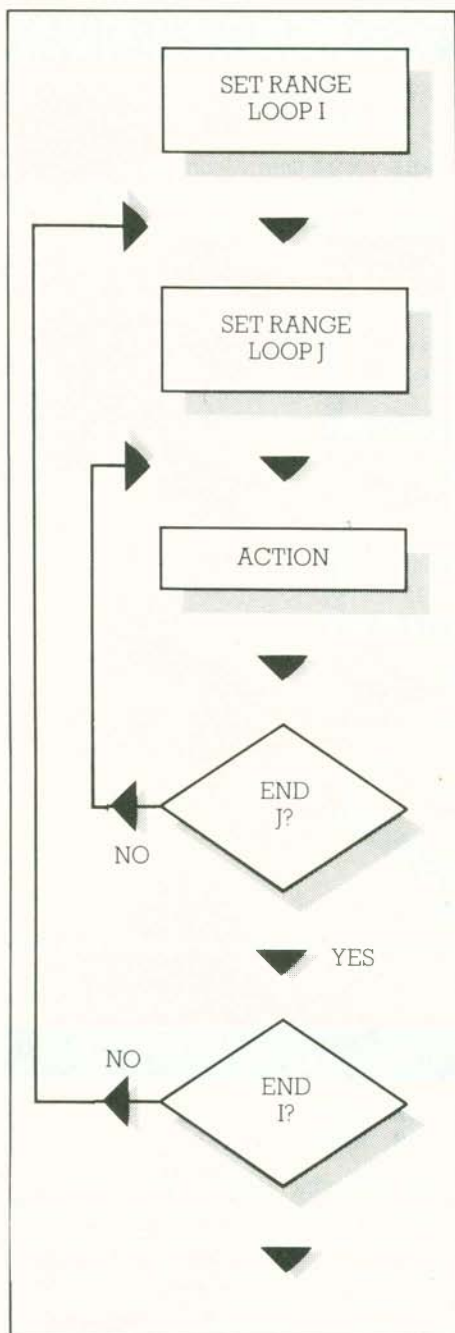 SET RANGE
LOOP I
SET RANGE
LOOP J
ACTION
END
J?
NO
YES
NO
END
I?